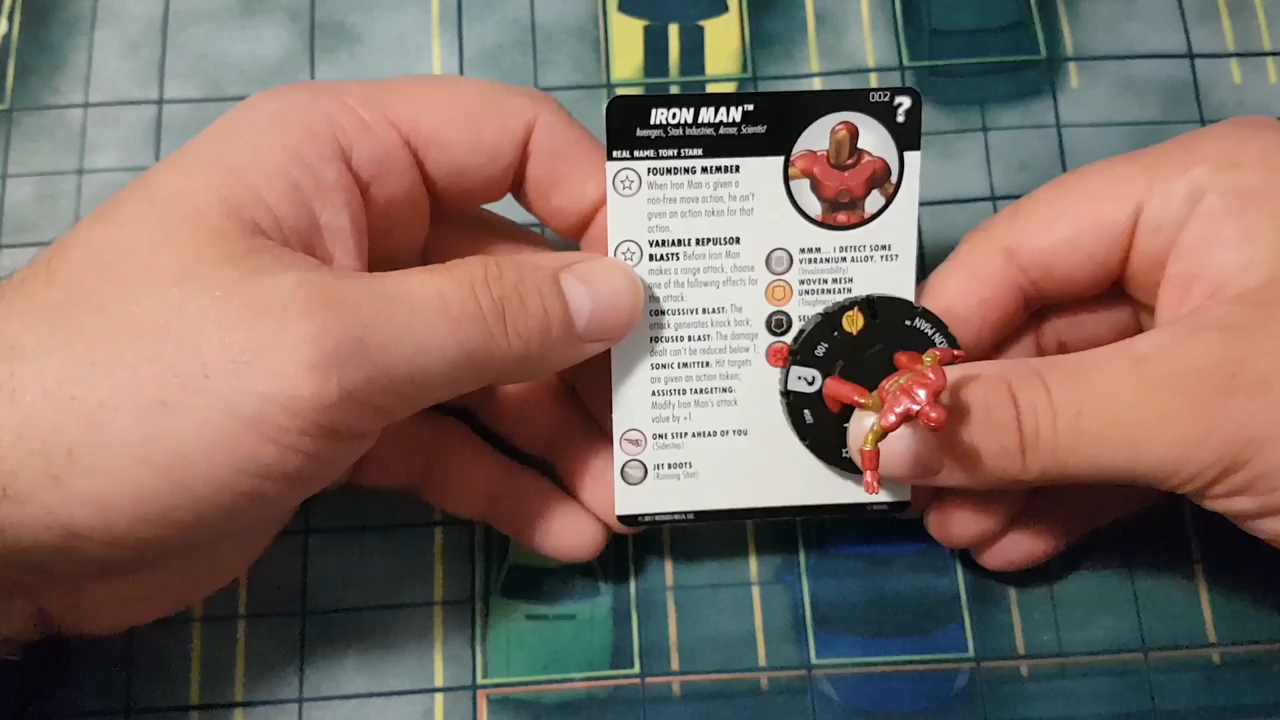 IRON MAN™
002
?
Avengers, Stark Industries, Armor, Scientist
REAL NAME: TONY STARK
FOUNDING MEMBER
When Iron Man is given a
non-free move action, he isn't
given an action token for that
action.
VARIABLE REPULSOR
BLASTS Before Iron Man
makes a range attack, choose
one of the following effects for
the attack:
CONCUSSIVE BLAST: The
attack generates knock back;
FOCUSED BLAST: The damage
dealt can't be reduced below 1;
SONIC EMITTER: Hit targets
are given an action token;
ASSISTED TARGETING:
Modify Iron Man's attack
value by +1.
ONE STEP AHEAD OF YOU
(Sidestep)
JET BOOTS
(Running Shot)
MMM... I DETECT SOME
VIBRANIUM ALLOY, YES?
(Invulnerability)
WOVEN MESH
UNDERNEATH
(Toughness)
IRON MAN
100
?